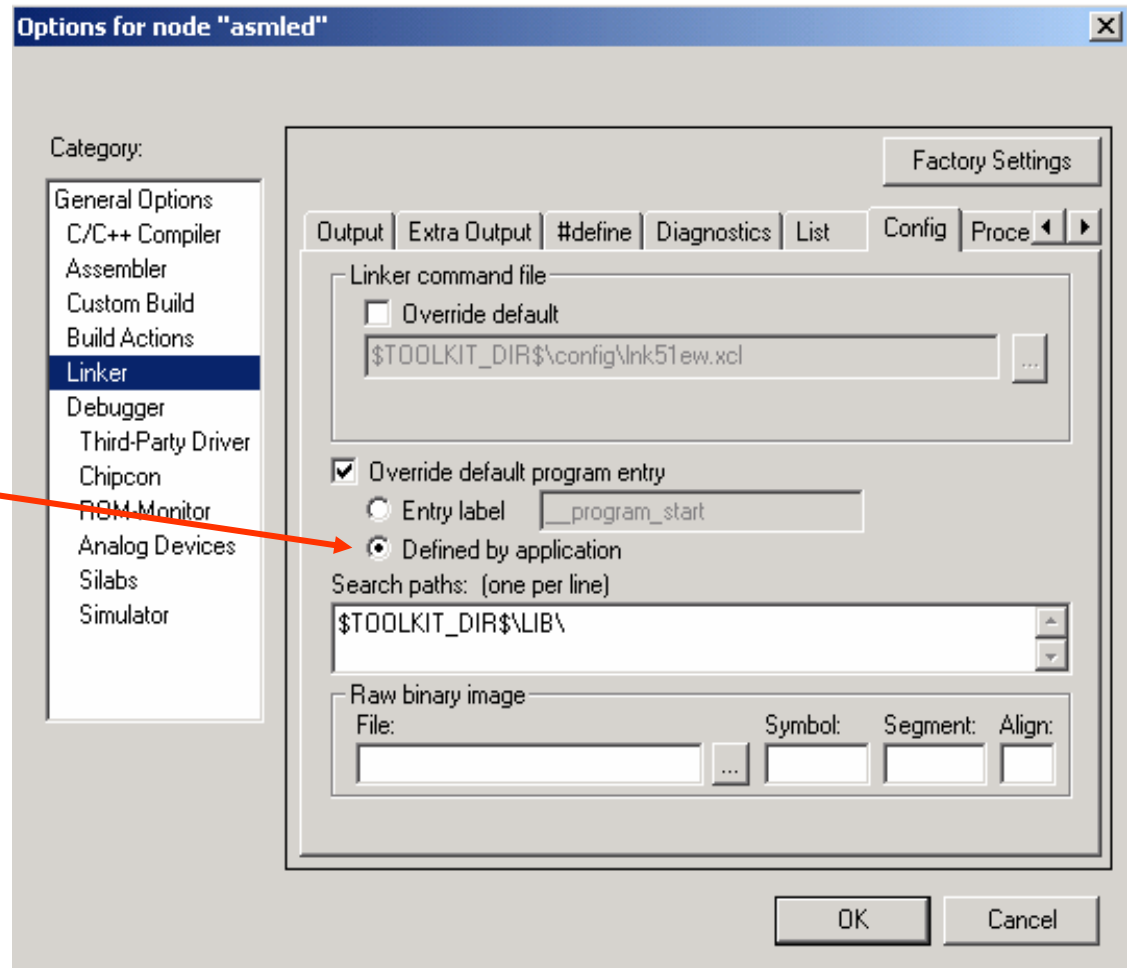 Options for node "asmled"
Category:
General Options
C/C++ Compiler
Assembler
Custom Build
Build Actions
Linker
Debugger
Third-Party Driver
Chipcon
ROM-Monitor
Analog Devices
Silabs
Simulator
Factory Settings
Output Extra Output #define Diagnostics List Config Proce
Linker command file
Override default
$TOOLKIT_DIR$\config\lnk51ew.xcl
...
Override default program entry
Entry label __program_start
Defined by application
Search paths: (one per line)
$TOOLKIT_DIR$\LIB\
Raw binary image
File: Symbol: Segment: Align:
...
OK Cancel